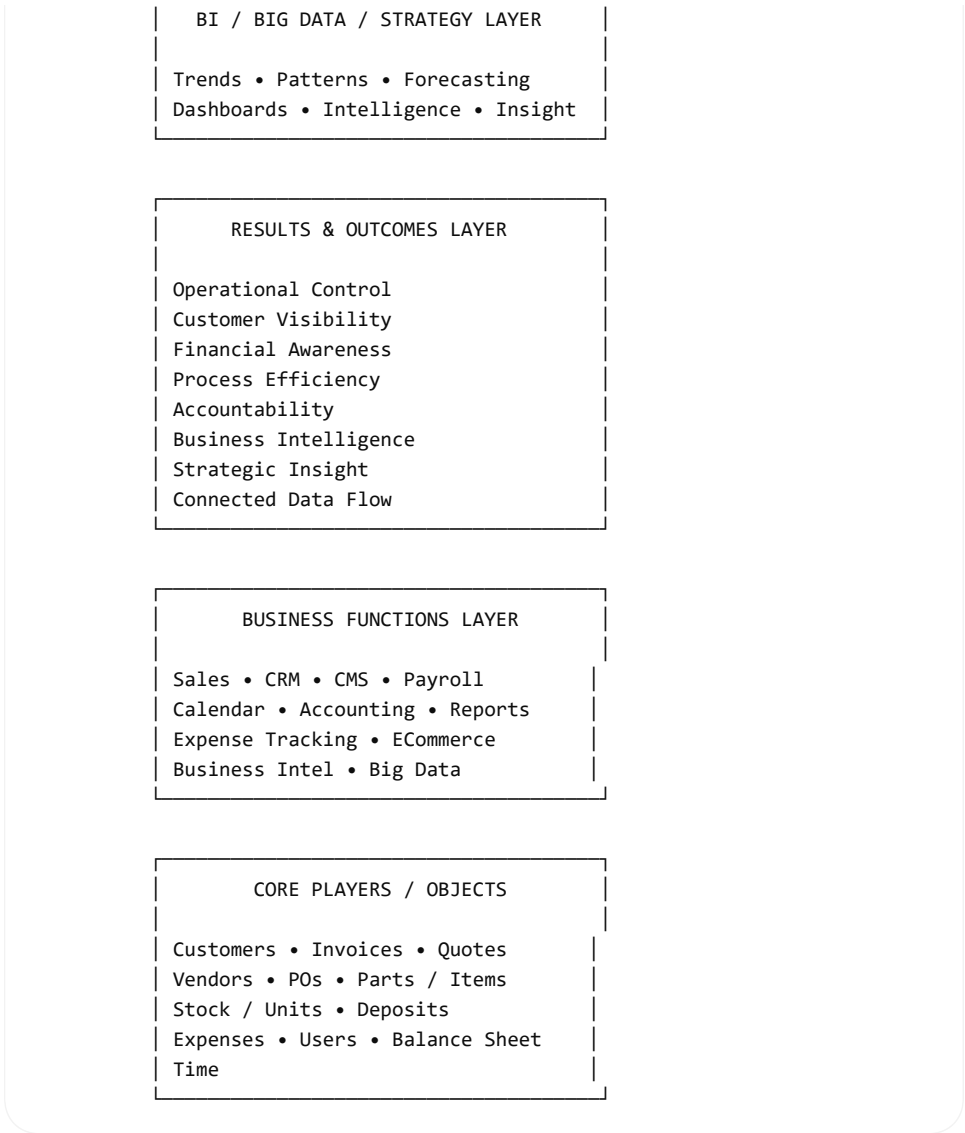 BI / BIG DATA / STRATEGY LAYER
Trends • Patterns • Forecasting
Dashboards • Intelligence • Insight
RESULTS & OUTCOMES LAYER
Operational Control
Customer Visibility
Financial Awareness
Process Efficiency
Accountability
Business Intelligence
Strategic Insight
Connected Data Flow
BUSINESS FUNCTIONS LAYER
Sales • CRM • CMS • Payroll
Calendar • Accounting • Reports
Expense Tracking • ECommerce
Business Intel • Big Data
CORE PLAYERS / OBJECTS
Customers • Invoices • Quotes
Vendors • POs • Parts / Items
Stock / Units • Deposits
Expenses • Users • Balance Sheet
Time